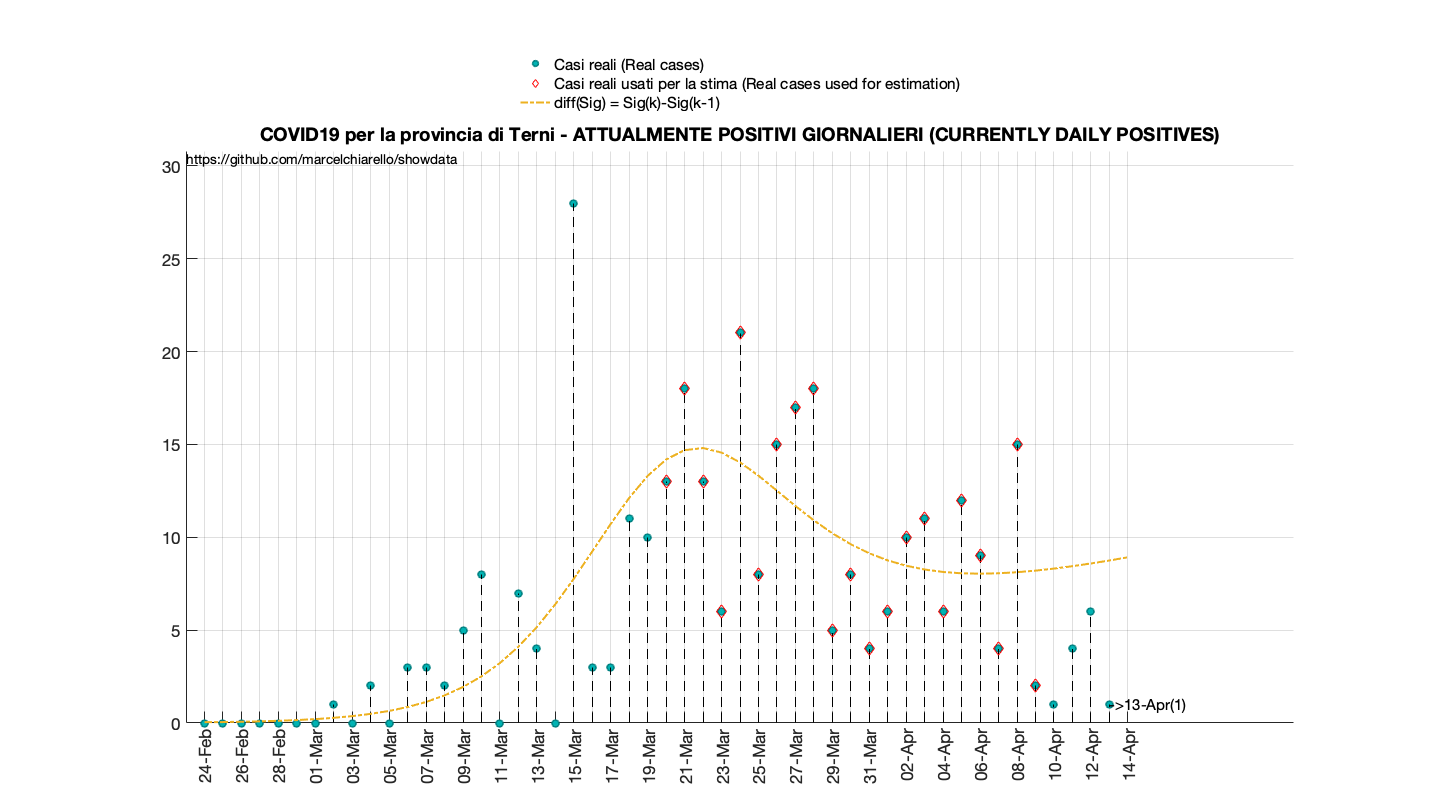 Casi reali (Real cases)
Casi reali usati per la stima (Real cases used for estimation)
diff(Sig) = Sig(k)-Sig(k-1)
COVID19 per la provincia di Terni - ATTUALMENTE POSITIVI GIORNALIERI (CURRENTLY DAILY POSITIVES)
https://github.com/marcelchiarello/showdata
30
25
20
15
10
5
0
->13-Apr(1)
24-Feb
26-Feb
28-Feb
01-Mar
03-Mar
05-Mar
07-Mar
09-Mar
11-Mar
13-Mar
15-Mar
17-Mar
19-Mar
21-Mar
23-Mar
25-Mar
27-Mar
29-Mar
31-Mar
02-Apr
04-Apr
06-Apr
08-Apr
10-Apr
12-Apr
14-Apr